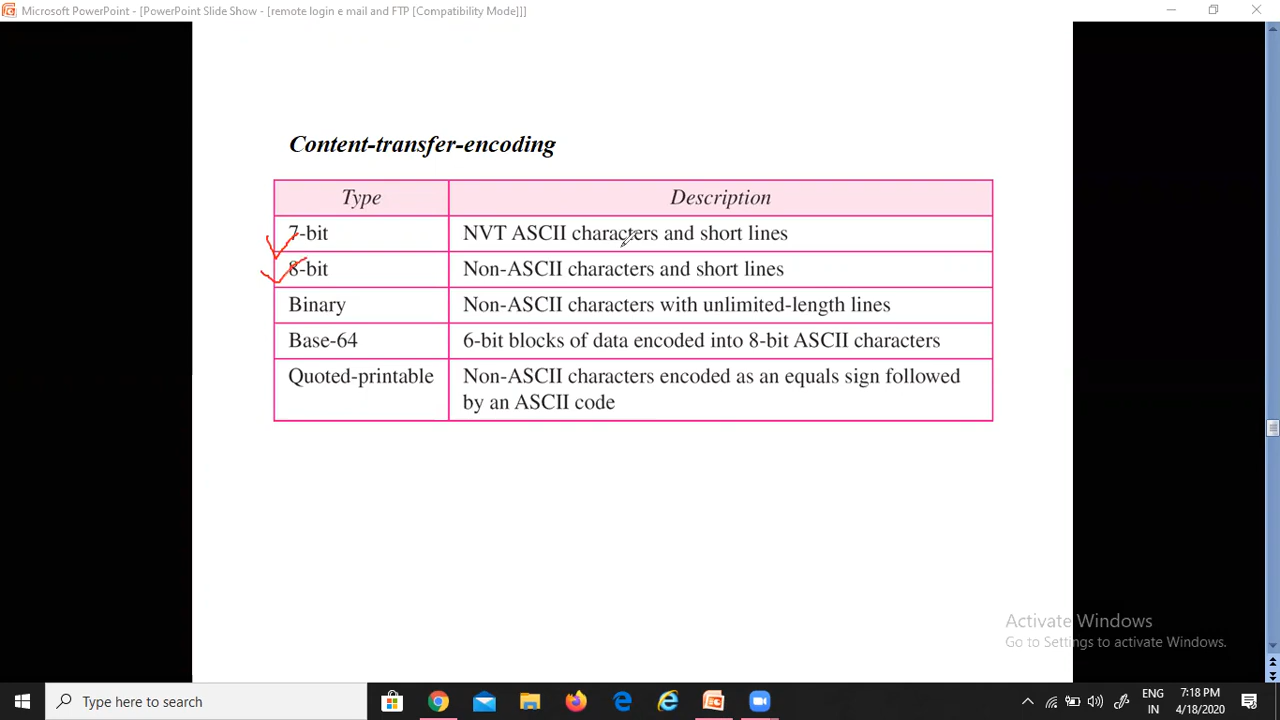 Microsoft PowerPoint - [PowerPoint Slide Show - [remote login e mail and FTP [Compatibility Mode]]]
Content-transfer-encoding
Type Description
7-bit NVT ASCII characters and short lines
8-bit Non-ASCII characters and short lines
Binary Non-ASCII characters with unlimited-length lines
Base-64 6-bit blocks of data encoded into 8-bit ASCII characters
Quoted-printable Non-ASCII characters encoded as an equals sign followed
by an ASCII code
Activate Windows
Go to Settings to activate Windows.
Type here to search
ENG 7:18 PM
IN 4/18/2020